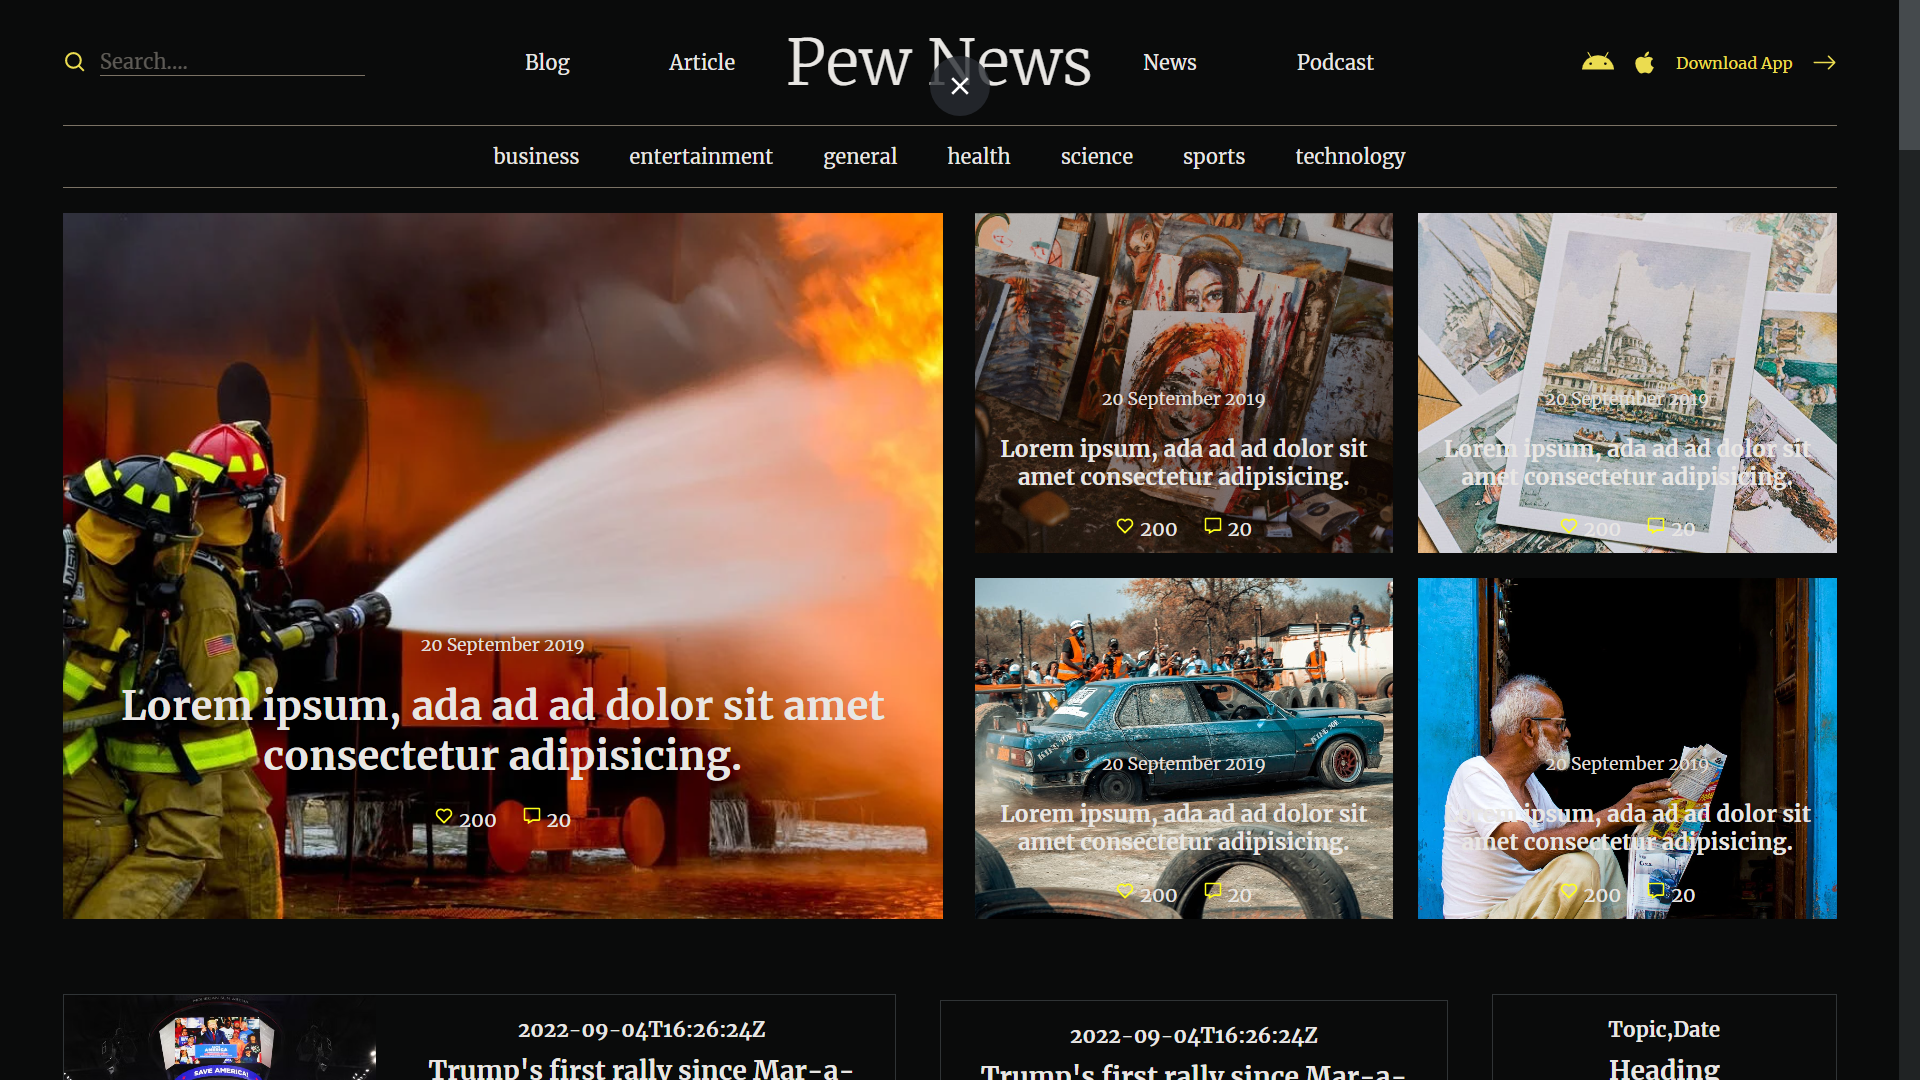 Search....
Blog
Article
Pew News
News
Podcast
Download App
business
entertainment
general
health
science
sports
technology
20 September 2019
Lorem ipsum, ada ad ad dolor sit amet
consectetur adipisicing.
200
20
20 September 2019
Lorem ipsum, ada ad ad dolor sit
amet consectetur adipisicing.
200
20
20 September 2019
Lorem ipsum, ada ad ad dolor sit
amet consectetur adipisicing.
200
20
20 September 2019
Lorem ipsum, ada ad ad dolor sit
amet consectetur adipisicing.
200
20
20 September 2019
Lorem ipsum, ada ad ad dolor sit
amet consectetur adipisicing.
200
20
SAVE AMERICA!
2022-09-04T16:26:24Z
Trump's first rally since Mar-a-
2022-09-04T16:26:24Z
Trump's first rally since Mar-a-
Topic,Date
Heading